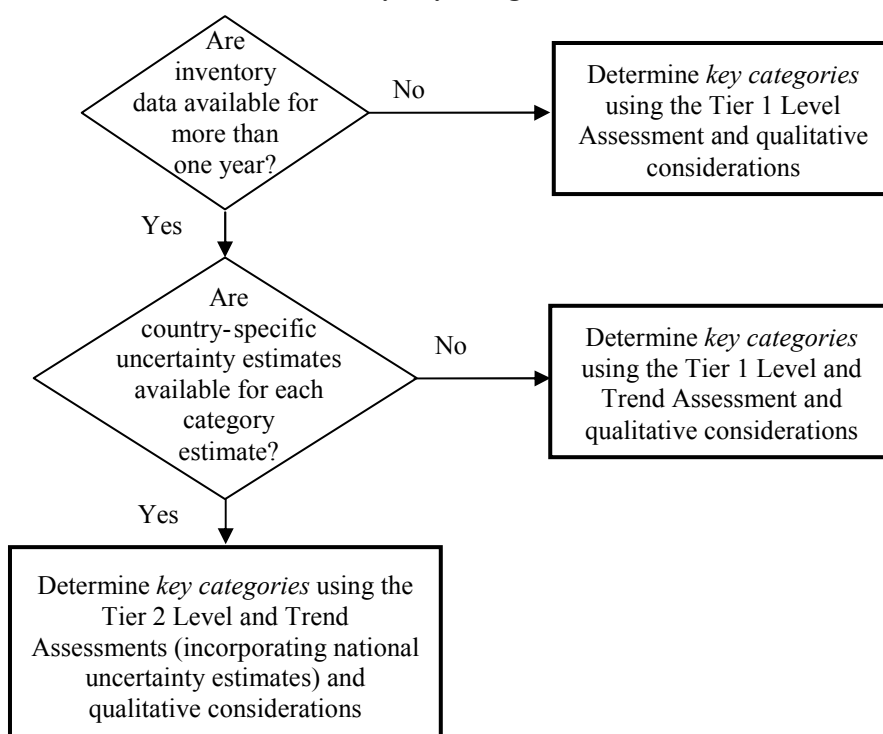 Are
inventory
data available for
more than
one year?
No
Determine key categories
using the Tier 1 Level
Assessment and qualitative
considerations
Yes
Are
country-specific
uncertainty estimates
available for each
category
estimate?
No
Determine key categories
using the Tier 1 Level and
Trend Assessment and
qualitative considerations
Yes
Determine key categories using the
Tier 2 Level and Trend
Assessments (incorporating national
uncertainty estimates) and
qualitative considerations